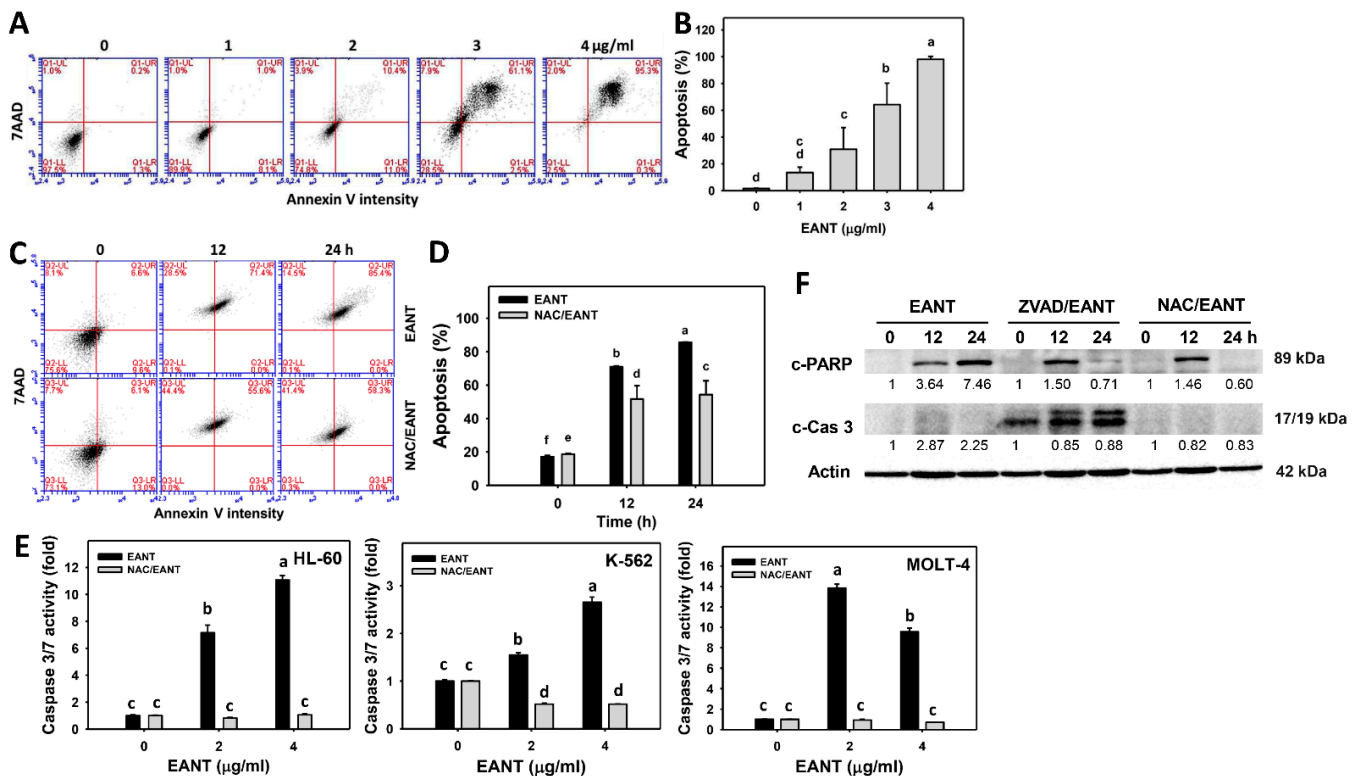 A
0 1 2 3 4 µg/ml
Q1-UL Q1-UR Q1-UL Q1-UR Q1-UL Q1-UR Q1-UL Q1-UR Q1-UL Q1-UR
1.0% 0.2% 1.0% 1.0% 3.9% 10.4% 7.9% 61.1% 2.0% 95.3%
7AAD
Q1-LL Q1-LR Q1-LL Q1-LR Q1-LL Q1-LR Q1-LL Q1-LR Q1-LL Q1-LR
97.5% 1.3% 89.9% 8.1% 74.8% 11.0% 28.5% 2.5% 2.5% 0.3%
Annexin V intensity
B
Apoptosis (%)
120
100
80
60
40
20
0
d c d c b a
0 1 2 3 4
EANT (µg/ml)
C
0 12 24 h
Q2-UL Q2-UR Q2-UL Q2-UR Q2-UL Q2-UR
8.1% 6.6% 28.5% 71.4% 14.5% 85.4%
EANT
Q2-LL Q2-LR Q2-LL Q2-LR Q2-LL Q2-LR
75.6% 9.6% 0.1% 0.0% 0.1% 0.0%
7AAD
Q3-UL Q3-UR Q3-UL Q3-UR Q3-UL Q3-UR
7.7% 6.1% 44.4% 55.6% 41.4% 58.3%
NAC/EANT
Q3-LL Q3-LR Q3-LL Q3-LR Q3-LL Q3-LR
73.1% 13.0% 0.0% 0.0% 0.3% 0.0%
Annexin V intensity
D
EANT
NAC/EANT
Apoptosis (%)
100
80
60
40
20
0
f e b d a c
0 12 24
Time (h)
F
EANT ZVAD/EANT NAC/EANT
0 12 24 0 12 24 0 12 24 h
c-PARP 89 kDa
1 3.64 7.46 1 1.50 0.71 1 1.46 0.60
c-Cas 3 17/19 kDa
1 2.87 2.25 1 0.85 0.88 1 0.82 0.83
Actin 42 kDa
E
EANT
NAC/EANT
HL-60
Caspase 3/7 activity (fold)
12
10
8
6
4
2
0
c c b c a c
0 2 4
EANT (µg/ml)
EANT
NAC/EANT
K-562
Caspase 3/7 activity (fold)
3
2
1
0
c c b d a d
0 2 4
EANT (µg/ml)
EANT
NAC/EANT
MOLT-4
Caspase 3/7 activity (fold)
16
14
12
10
8
6
4
2
0
c c a c b c
0 2 4
EANT (µg/ml)